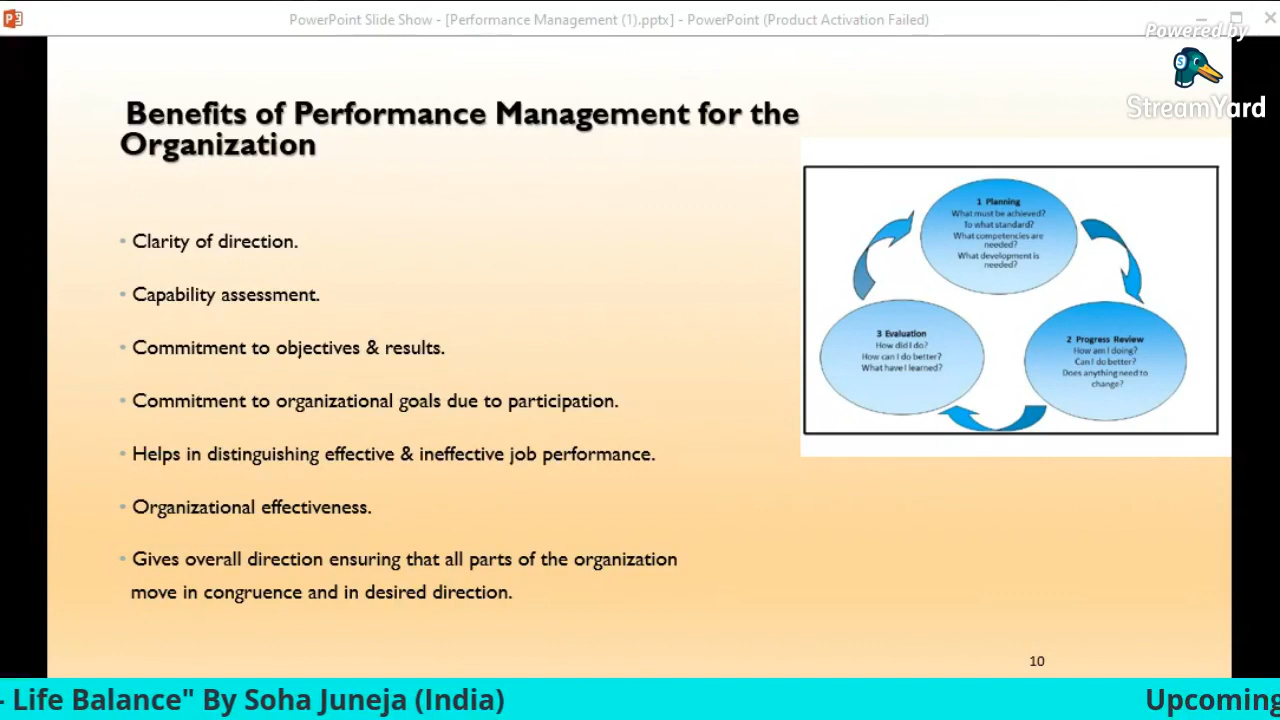 PowerPoint Slide Show - [Performance Management (1).pptx] - PowerPoint (Product Activation Failed)
Powered by
StreamYard
Benefits of Performance Management for the
Organization
• Clarity of direction.
• Capability assessment.
• Commitment to objectives & results.
• Commitment to organizational goals due to participation.
• Helps in distinguishing effective & ineffective job performance.
• Organizational effectiveness.
• Gives overall direction ensuring that all parts of the organization
move in congruence and in desired direction.
1 Planning
What must be achieved?
To what standard?
What competencies are
needed?
What development is
needed?
2 Progress Review
How am I doing?
Can I do better?
Does anything need to
change?
3 Evaluation
How did I do?
How can I do better?
What have I learned?
10
- Life Balance" By Soha Juneja (India)
Upcoming